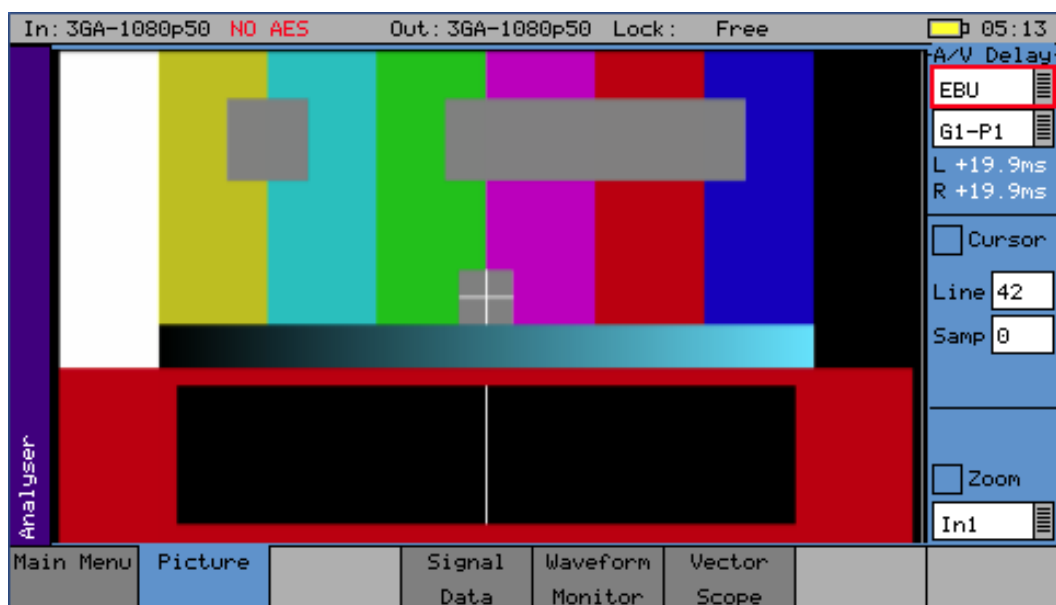 In: 3GA-1080p50 NO AES Out: 3GA-1080p50 Lock: Free 05:13
A/V Delay
EBU
G1-P1
L +19.9ms
R +19.9ms
Cursor
Line 42
Samp 0
Zoom
In1
Analyser
Main Menu Picture Signal Data Waveform Monitor Vector Scope